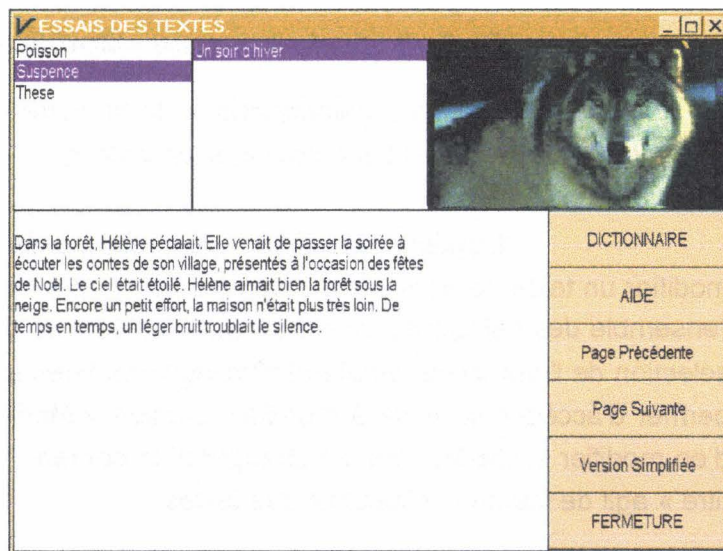 ESSAIS DES TEXTES.
Poisson
Suspence
These
Un soir d'hiver
Dans la forêt, Hélène pédalait. Elle venait de passer la soirée à
écouter les contes de son village, présentés à l'occasion des fêtes
de Noël. Le ciel était étoilé. Hélène aimait bien la forêt sous la
neige. Encore un petit effort, la maison n'était plus très loin. De
temps en temps, un léger bruit troublait le silence.
DICTIONNAIRE
AIDE
Page Précédente
Page Suivante
Version Simplifiée
FERMETURE